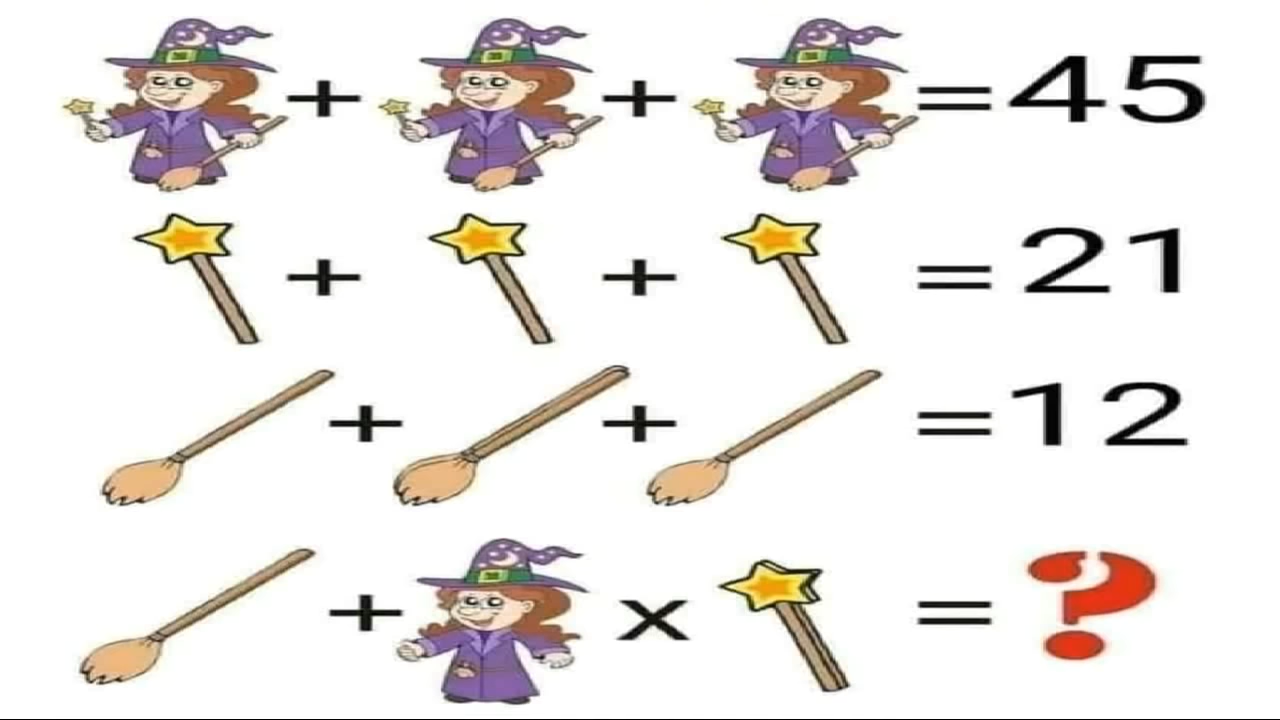 + + =45
+ + =21
+ + =12
+ x = ?